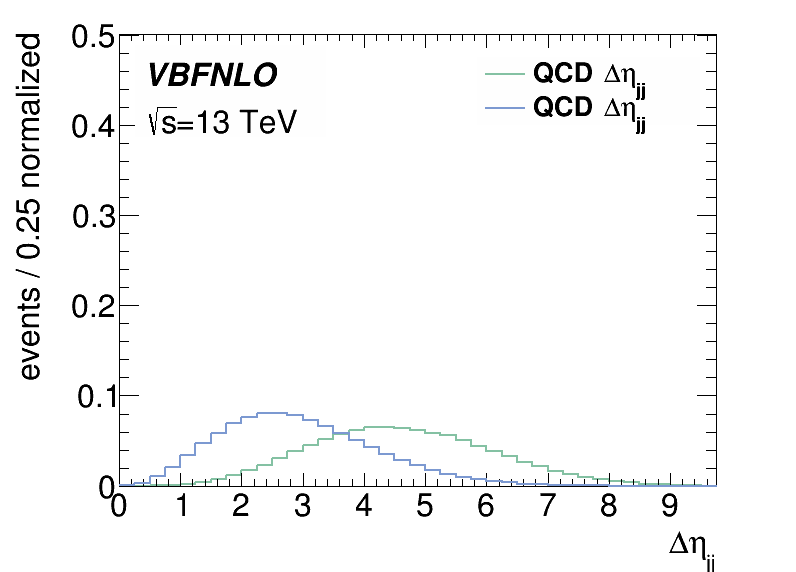 events / 0.25 normalized
0.5
0.4
0.3
0.2
0.1
0
VBFNLO
√s=13 TeV
QCD Δηjj
QCD Δηjj
0 1 2 3 4 5 6 7 8 9
Δηjj